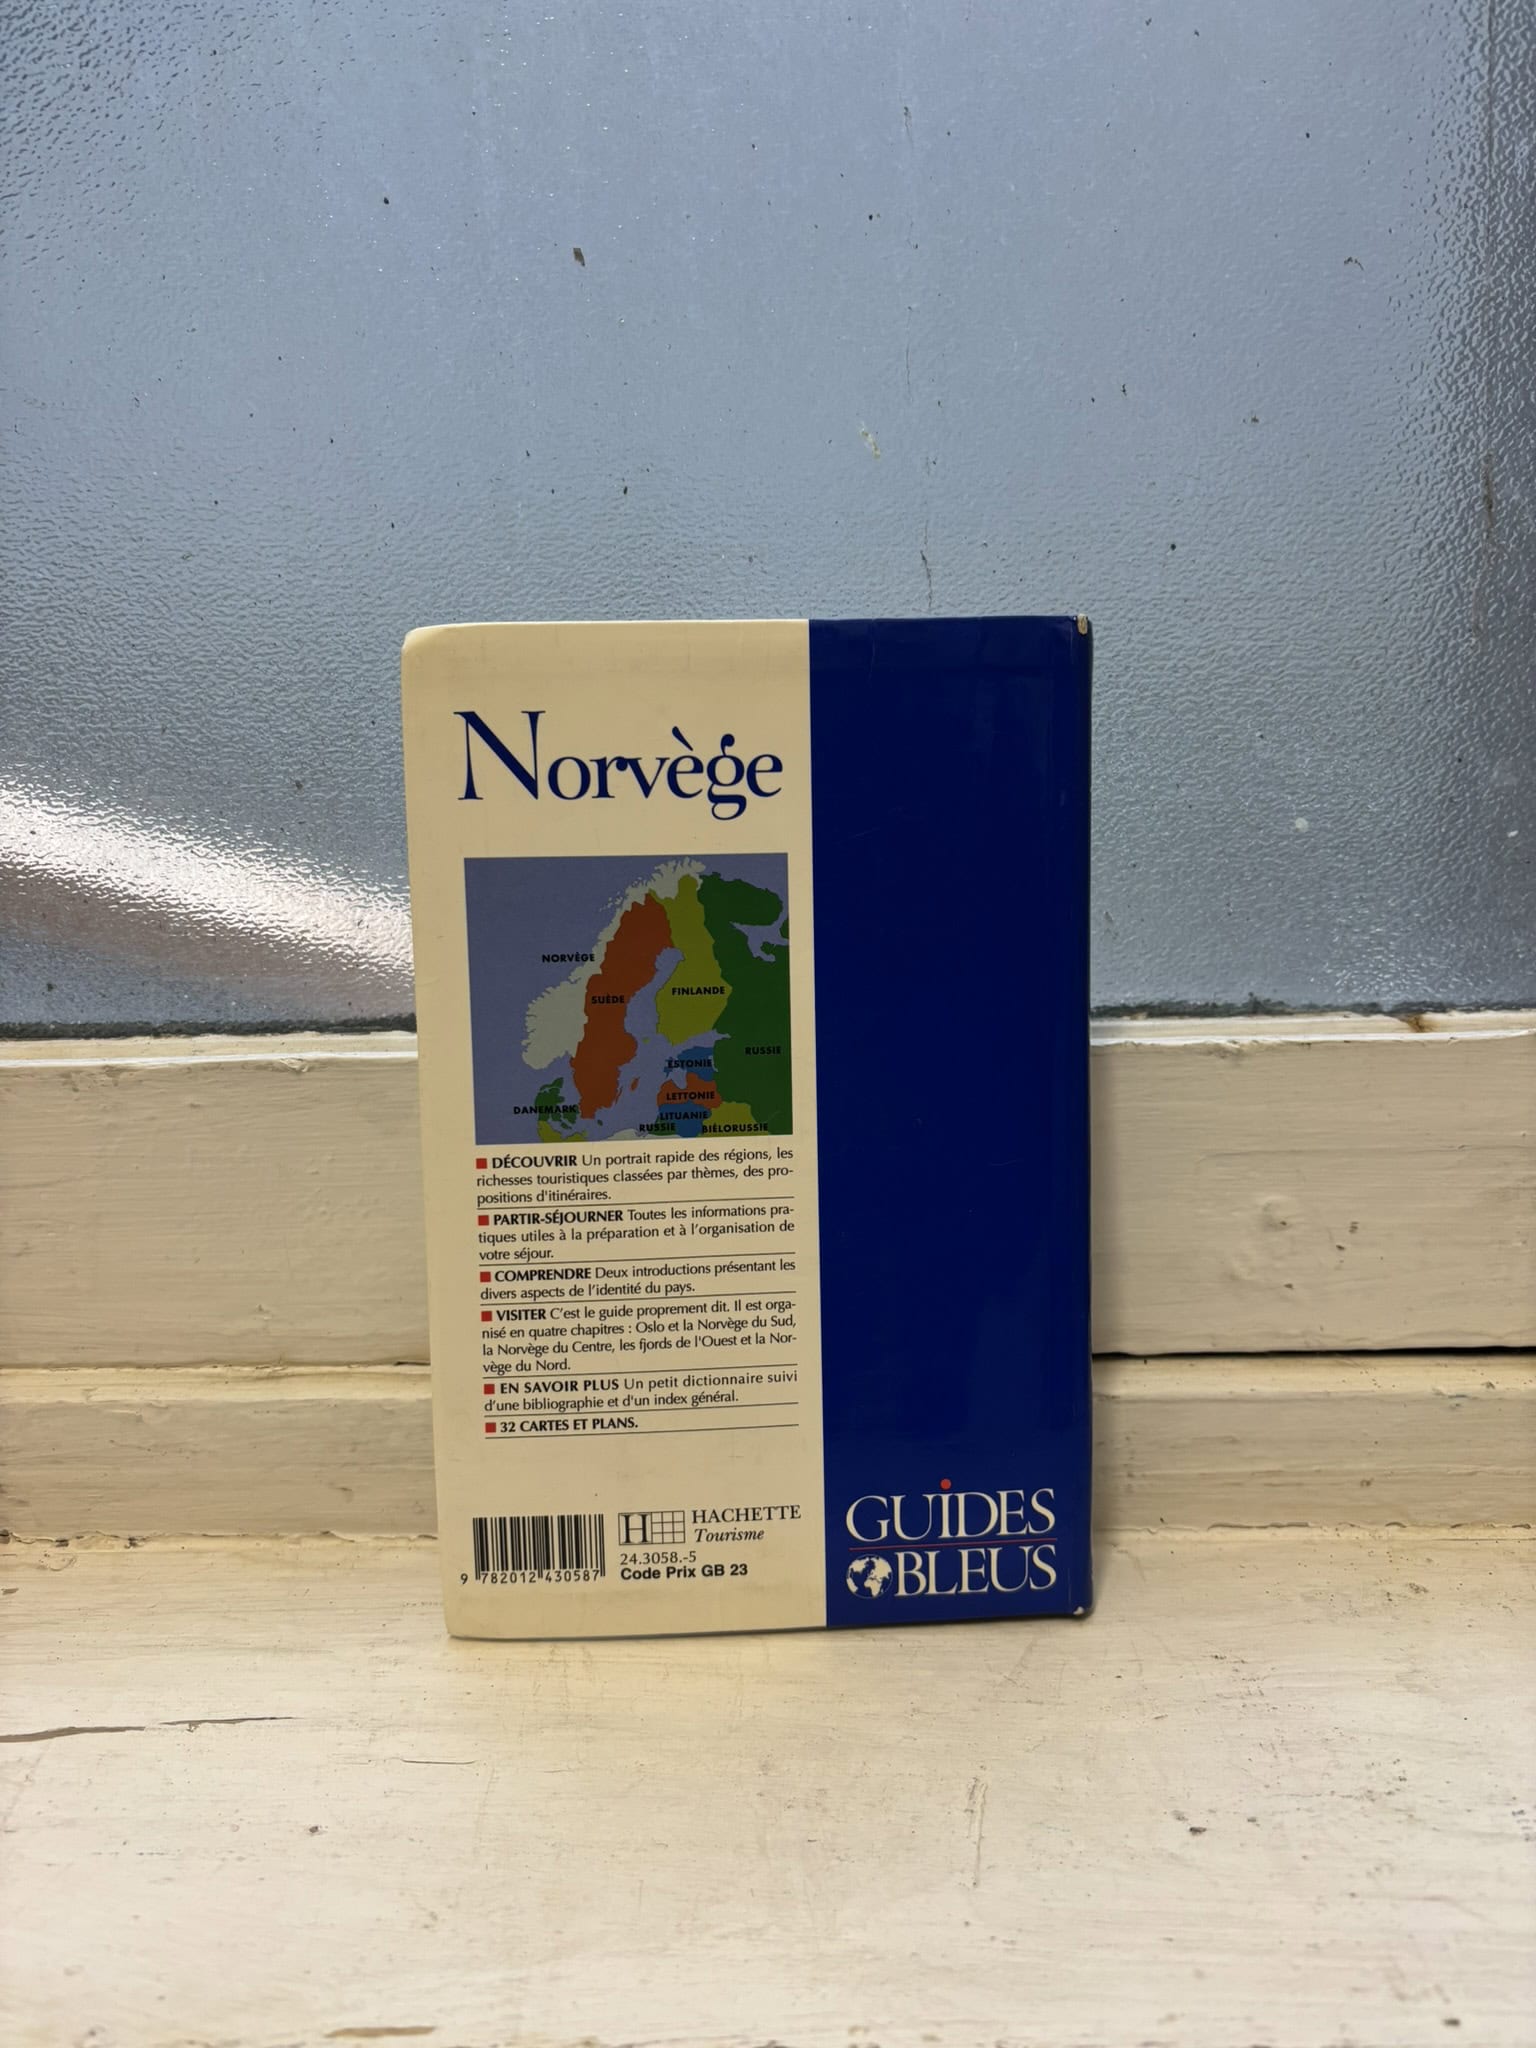 Norvège
NORVÈGE
SUÈDE
FINLANDE
RUSSIE
ESTONIE
LETTONIE
DANEMARK
LITUANIE
RUSSIE
BIÉLORUSSIE
DÉCOUVRIR Un portrait rapide des régions, les
richesses touristiques classées par thèmes, des pro-
positions d'itinéraires.
PARTIR-SÉJOURNER Toutes les informations pra-
tiques utiles à la préparation et à l'organisation de
votre séjour.
COMPRENDRE Deux introductions présentant les
divers aspects de l'identité du pays.
VISITER C'est le guide proprement dit. Il est orga-
nisé en quatre chapitres : Oslo et la Norvège du Sud,
la Norvège du Centre, les fjords de l'Ouest et la Nor-
vège du Nord.
EN SAVOIR PLUS Un petit dictionnaire suivi
d'une bibliographie et d'un index général.
32 CARTES ET PLANS.
9 782012 430587
H
HACHETTE
Tourisme
24.3058.-5
Code Prix GB 23
GUIDES
BLEUS